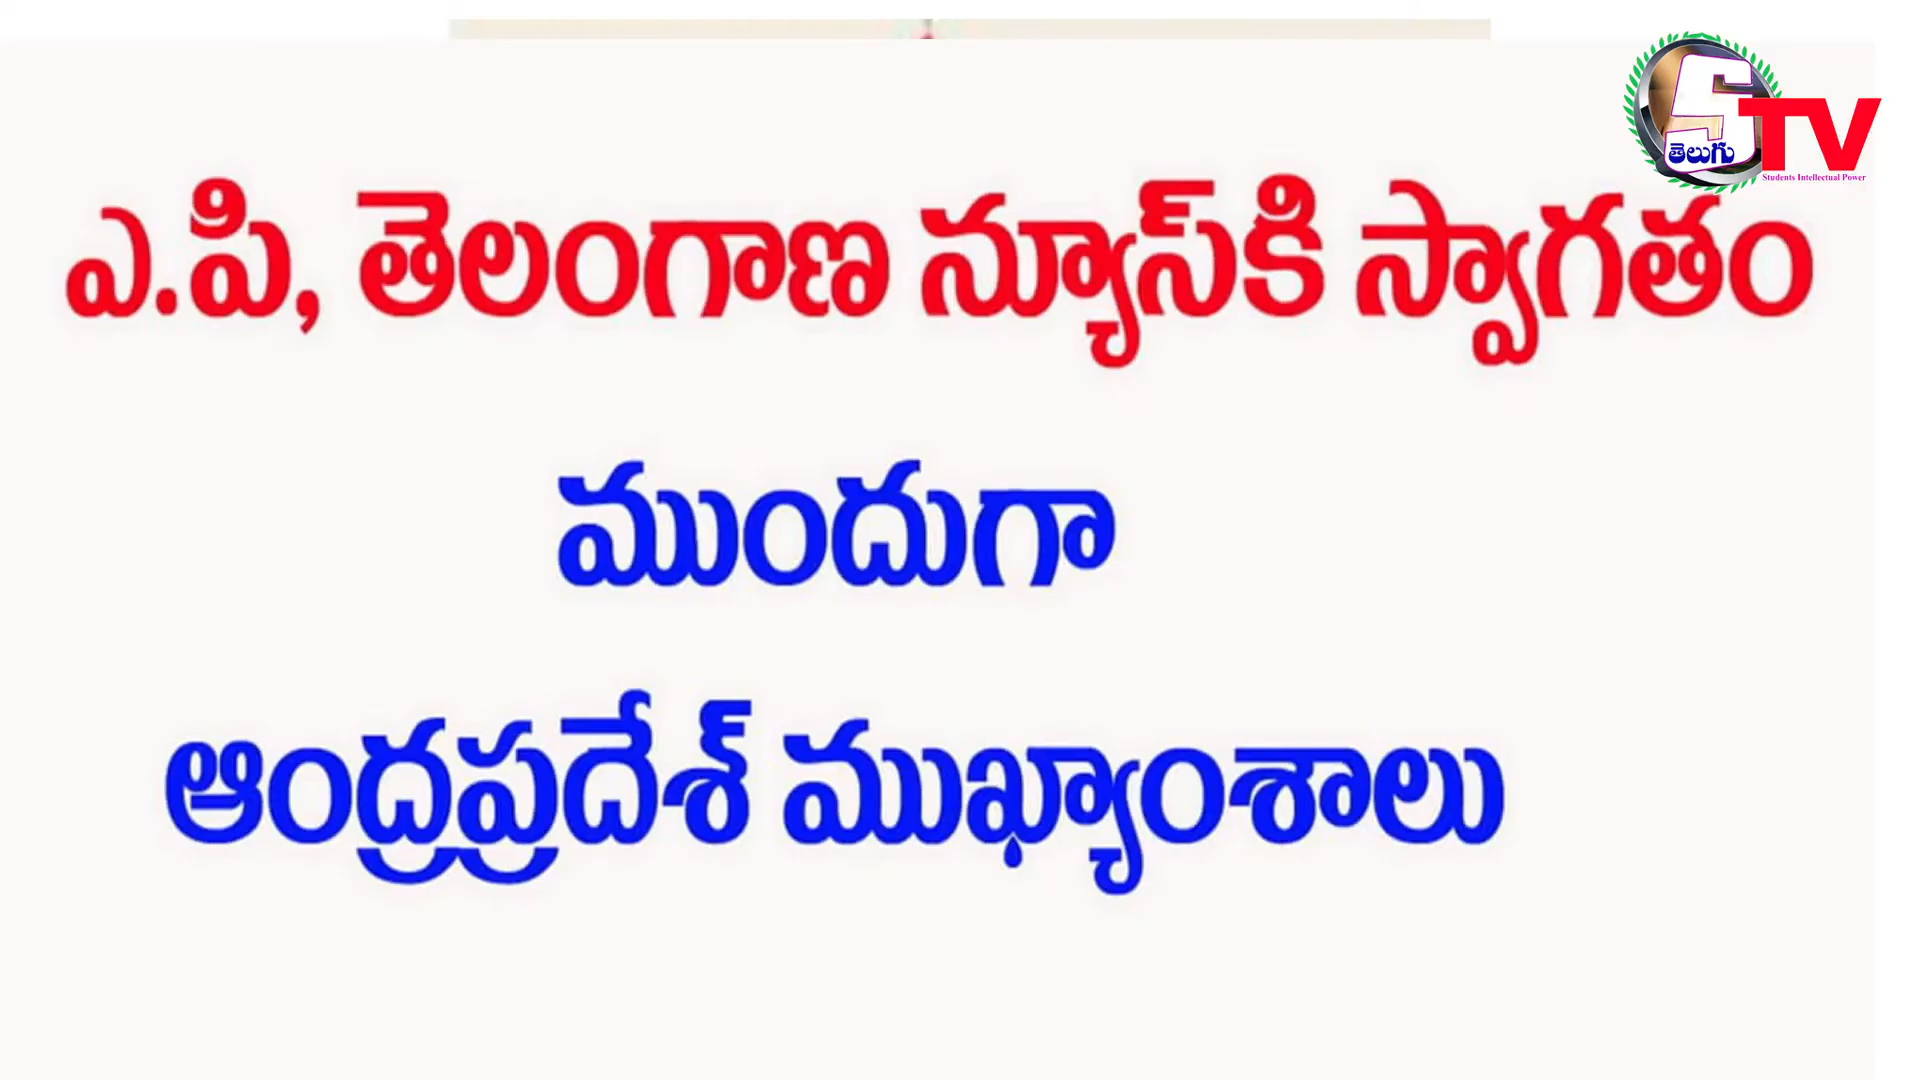 S TV
తెలుగు
Students Intellectual Power
ఎ.పి, తెలంగాణ న్యూస్‌కి స్వాగతం
ముందుగా
ఆంద్రప్రదేశ్ ముఖ్యాంశాలు